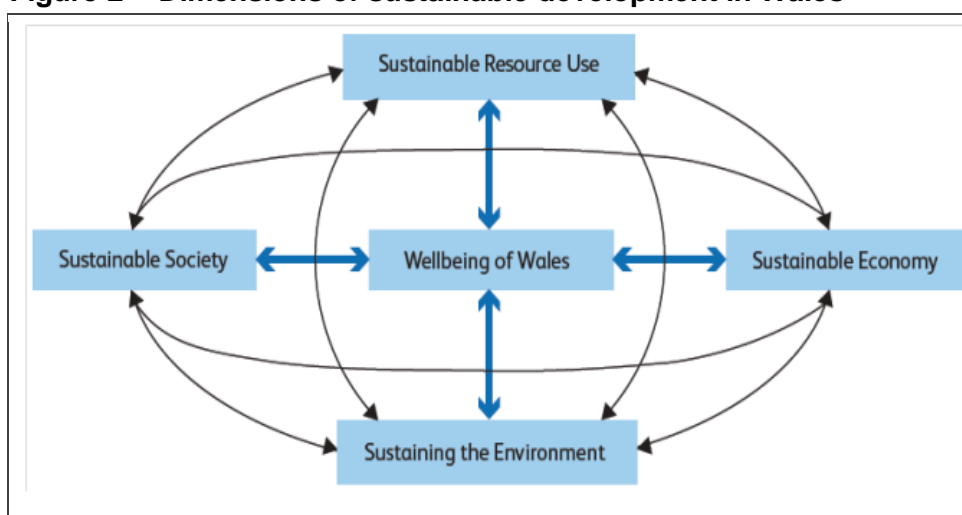 Sustainable Resource Use
Sustainable Society
Wellbeing of Wales
Sustainable Economy
Sustaining the Environment